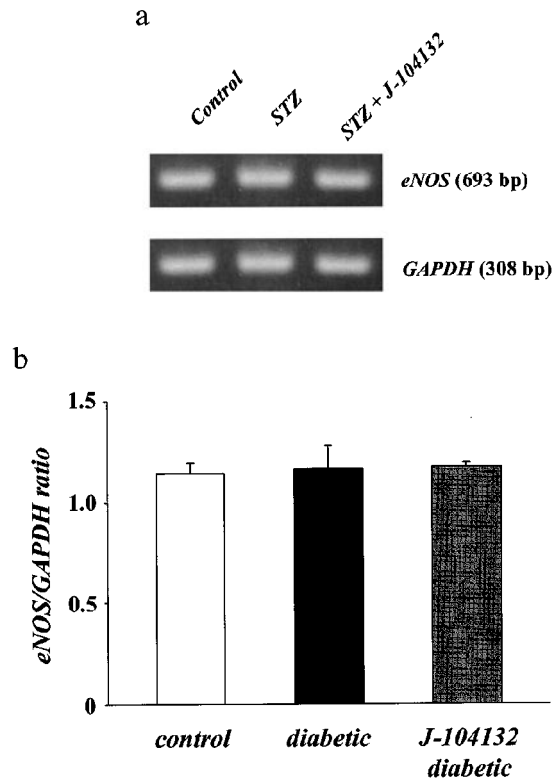 a
Control
STZ
STZ + J-104132
eNOS (693 bp)
GAPDH (308 bp)
b
eNOS/GAPDH ratio
1.5
1.0
0.5
0
control
diabetic
J-104132
diabetic